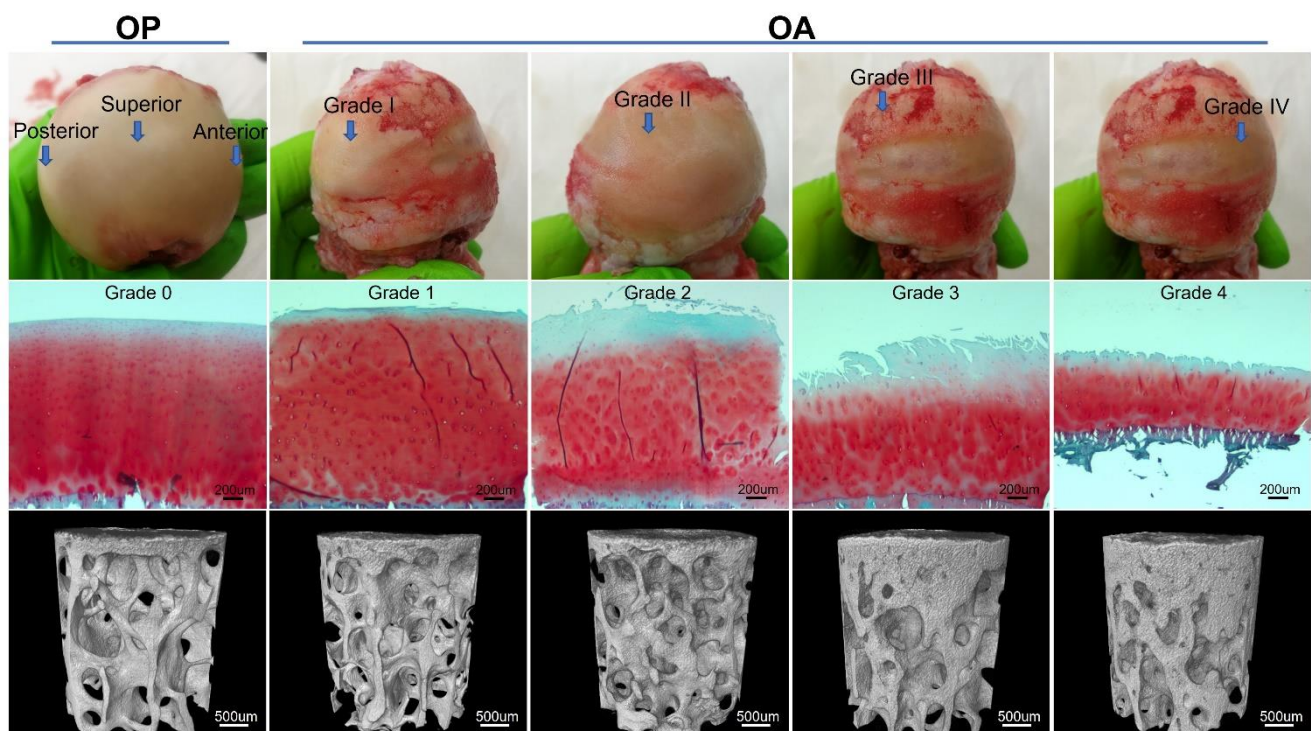 OP
OA
Superior
Posterior
Anterior
Grade I
Grade II
Grade III
Grade IV
Grade 0
Grade 1
Grade 2
Grade 3
Grade 4
200um
200um
200um
200um
200um
500um
500um
500um
500um
500um